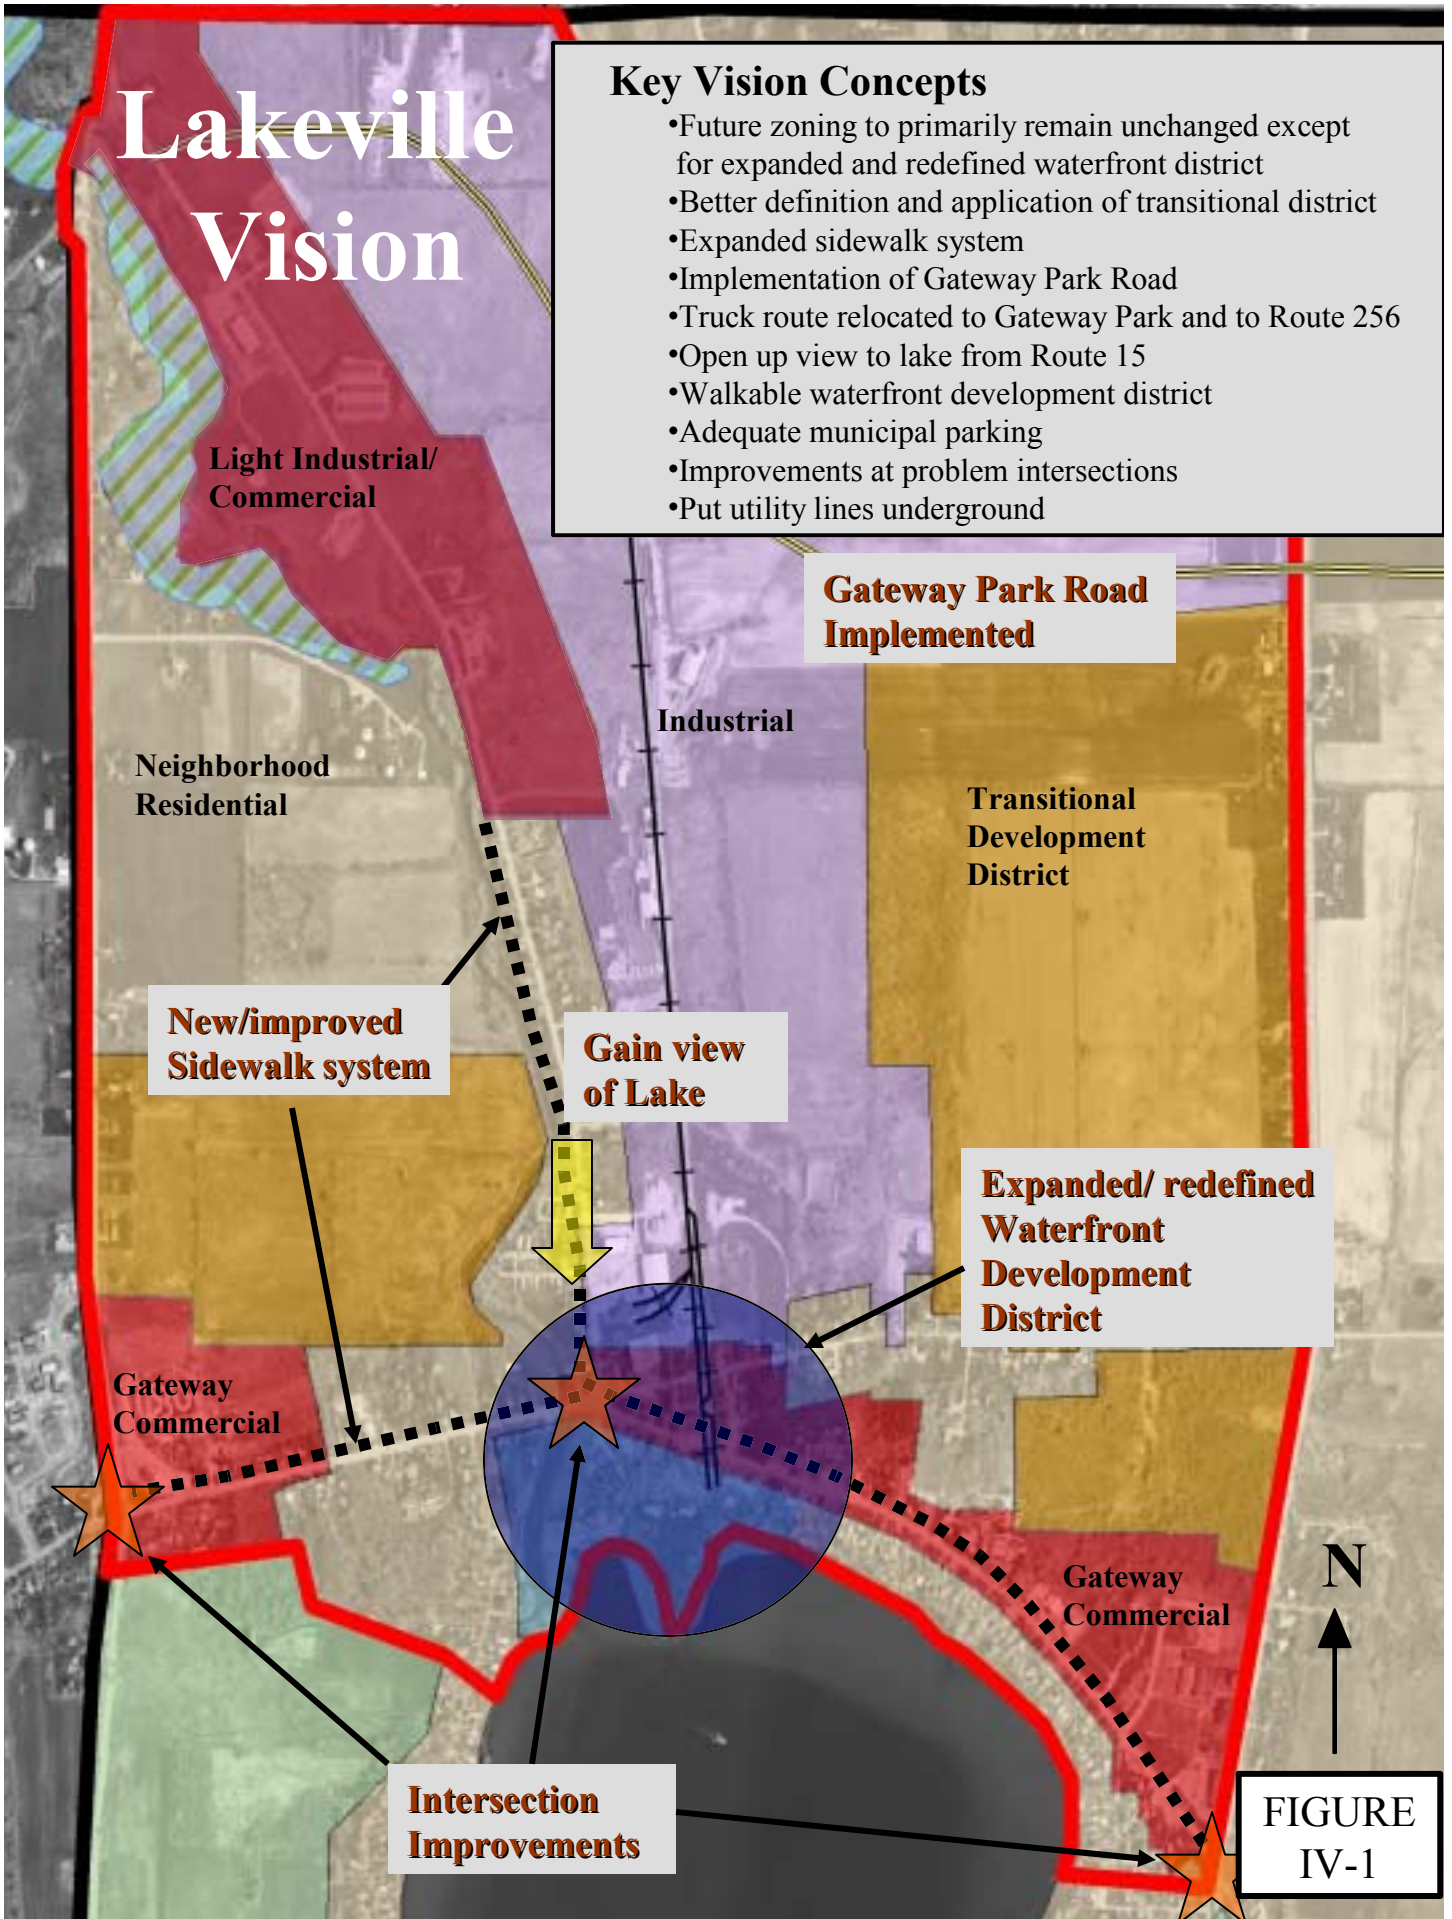 Lakeville
Vision
Key Vision Concepts
•Future zoning to primarily remain unchanged except
for expanded and redefined waterfront district
•Better definition and application of transitional district
•Expanded sidewalk system
•Implementation of Gateway Park Road
•Truck route relocated to Gateway Park and to Route 256
•Open up view to lake from Route 15
•Walkable waterfront development district
•Adequate municipal parking
•Improvements at problem intersections
•Put utility lines underground
Light Industrial/
Commercial
Gateway Park Road
Implemented
Industrial
Neighborhood
Residential
Transitional
Development
District
New/improved
Sidewalk system
Gain view
of Lake
Expanded/ redefined
Waterfront
Development
District
Gateway
Commercial
Gateway
Commercial
N
Intersection
Improvements
FIGURE
IV-1